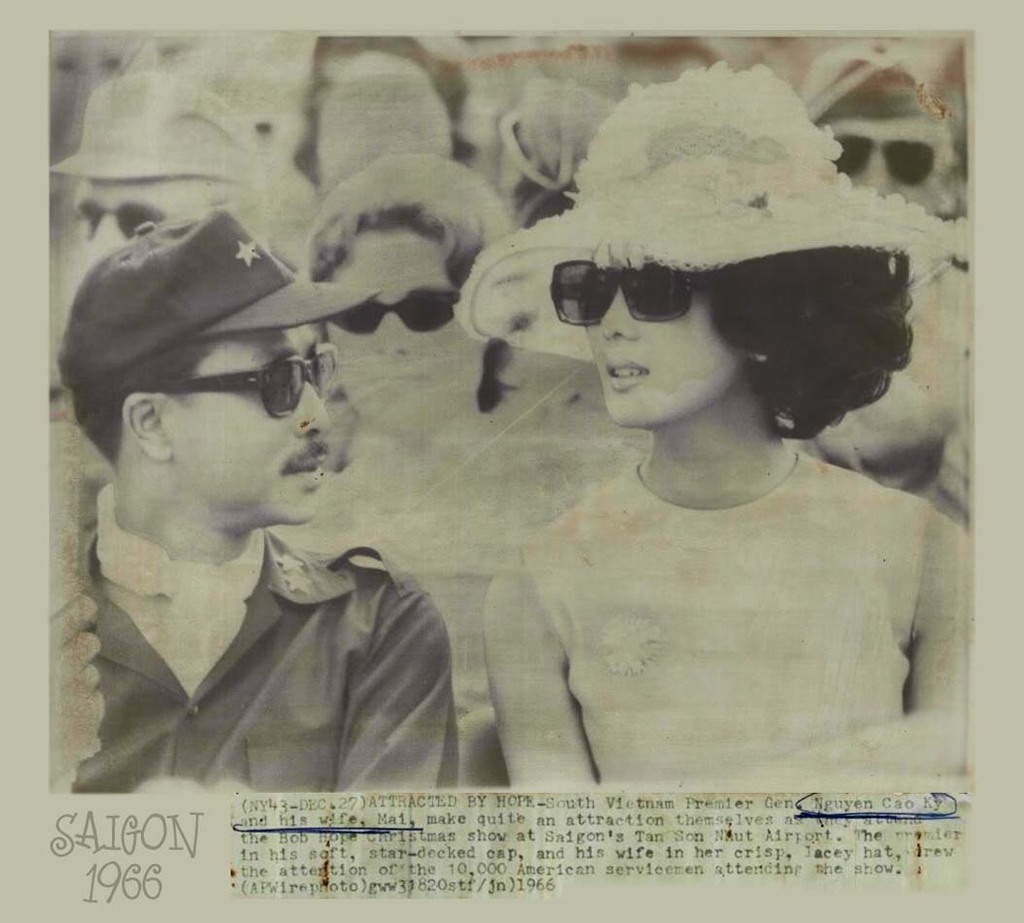 (NY43-DEC.27)ATTRACTED BY HOPE-South Vietnam Premier Gen. Nguyen Cao Ky
and his wife, Mai, make quite an attraction themselves as they attend
the Bob Hope Christmas show at Saigon's Tan Son Nhut Airport. The premier
in his soft, star-decked cap, and his wife in her crisp, lacey hat, drew
the attention of the 10,000 American servicemen attending the show.
(APWirephoto)gww31820stf/jn)1966
SAIGON
1966